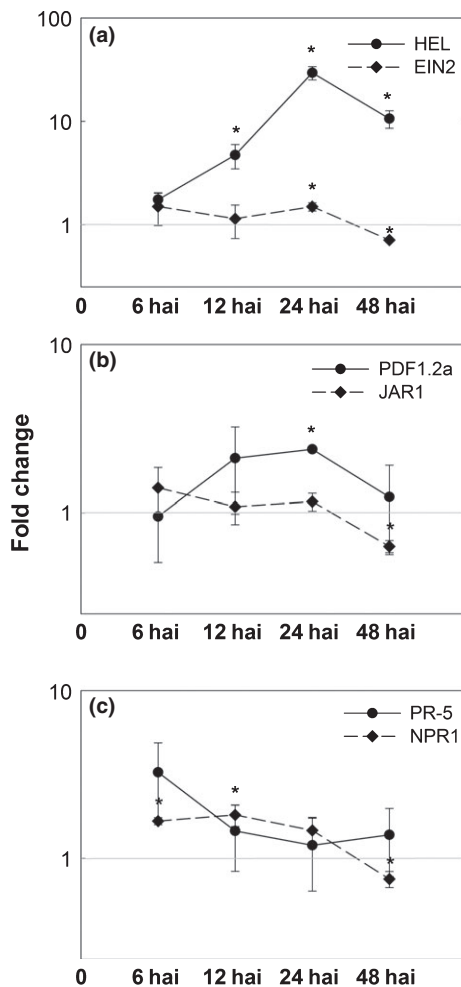 (a)
100
10
1
HEL
EIN2
*
*
*
*
*
0 6 hai 12 hai 24 hai 48 hai
Fold change
(b)
10
1
PDF1.2a
JAR1
*
*
0 6 hai 12 hai 24 hai 48 hai
(c)
10
1
PR-5
NPR1
*
*
*
0 6 hai 12 hai 24 hai 48 hai